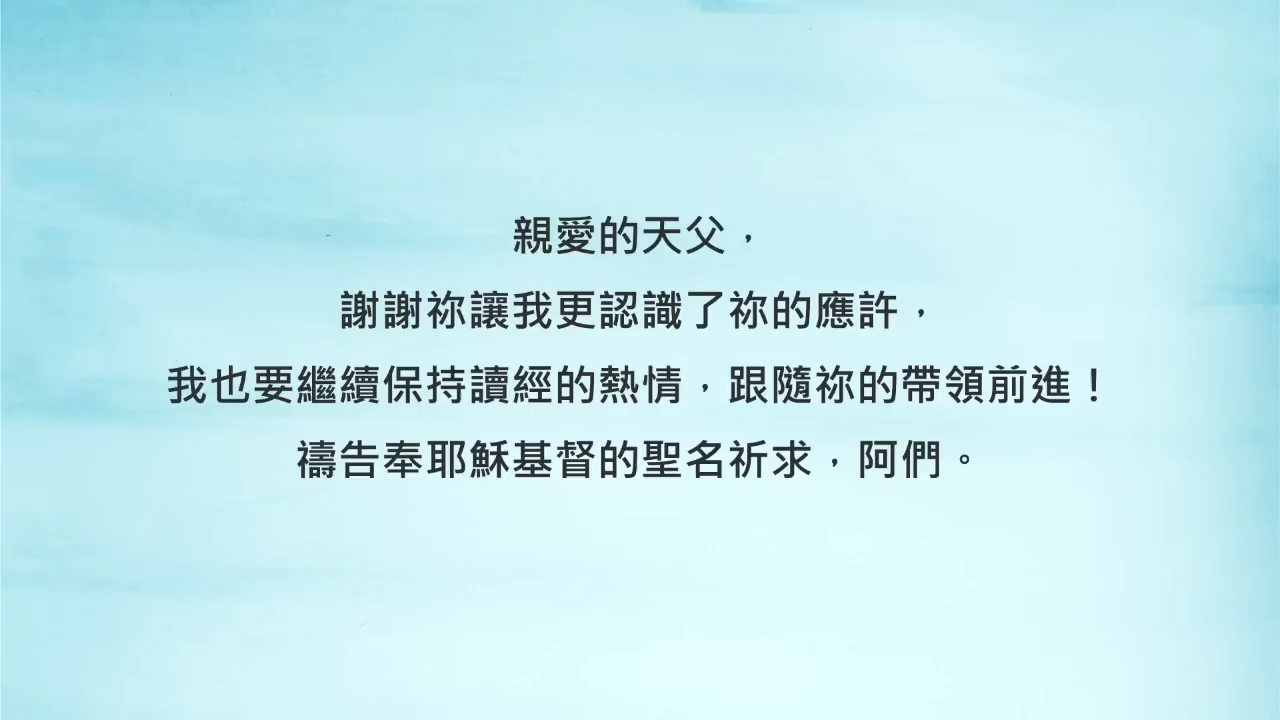 親愛的天父，
謝謝祢讓我更認識了祢的應許，
我也要繼續保持讀經的熱情，跟隨祢的帶領前進！
禱告奉耶穌基督的聖名祈求，阿們。